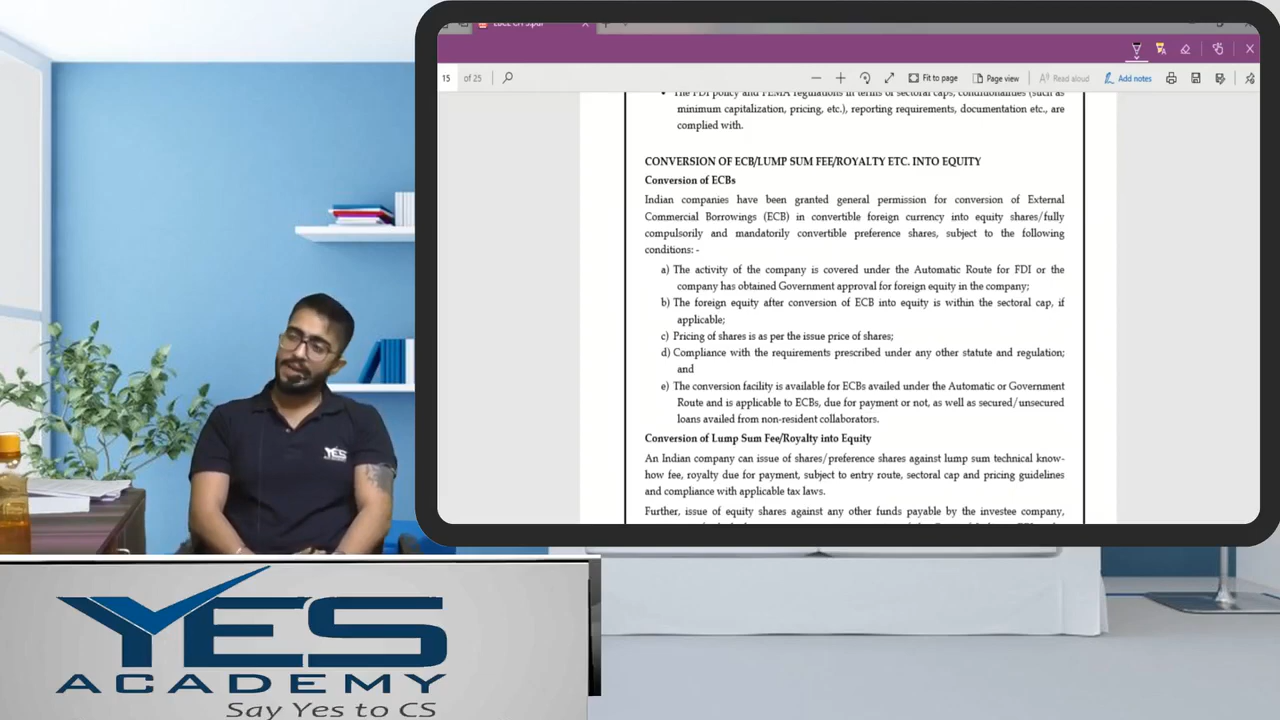 15 of 25
Fit to page
Page view
Read aloud
Add notes
The FDI policy and FEMA regulations in terms of sectoral caps, conditionalities (such as
minimum capitalization, pricing, etc.), reporting requirements, documentation etc., are
complied with.
CONVERSION OF ECB/LUMP SUM FEE/ROYALTY ETC. INTO EQUITY
Conversion of ECBs
Indian companies have been granted general permission for conversion of External
Commercial Borrowings (ECB) in convertible foreign currency into equity shares/fully
compulsorily and mandatorily convertible preference shares, subject to the following
conditions: -
a) The activity of the company is covered under the Automatic Route for FDI or the
company has obtained Government approval for foreign equity in the company;
b) The foreign equity after conversion of ECB into equity is within the sectoral cap, if
applicable;
c) Pricing of shares is as per the issue price of shares;
d) Compliance with the requirements prescribed under any other statute and regulation;
and
e) The conversion facility is available for ECBs availed under the Automatic or Government
Route and is applicable to ECBs, due for payment or not, as well as secured/unsecured
loans availed from non-resident collaborators.
Conversion of Lump Sum Fee/Royalty into Equity
An Indian company can issue of shares/preference shares against lump sum technical know-
how fee, royalty due for payment, subject to entry route, sectoral cap and pricing guidelines
and compliance with applicable tax laws.
Further, issue of equity shares against any other funds payable by the investee company,
YES
YES
ACADEMY
Say Yes to CS